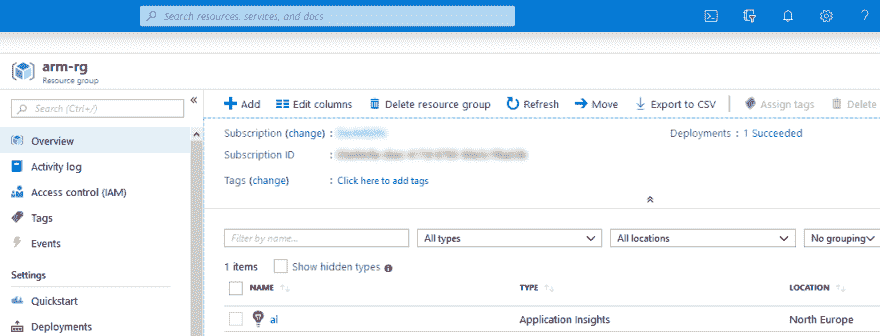 Search resources, services, and docs
arm-rg
Resource group
Search (Ctrl+/)
Overview
Activity log
Access control (IAM)
Tags
Events
Settings
Quickstart
Deployments
Add Edit columns Delete resource group Refresh Move Export to CSV Assign tags Delete
Subscription (change) : Deployments : 1 Succeeded
Subscription ID :
Tags (change) : Click here to add tags
Filter by name... All types All locations No grouping
1 items Show hidden types
NAME TYPE LOCATION
ai Application Insights North Europe